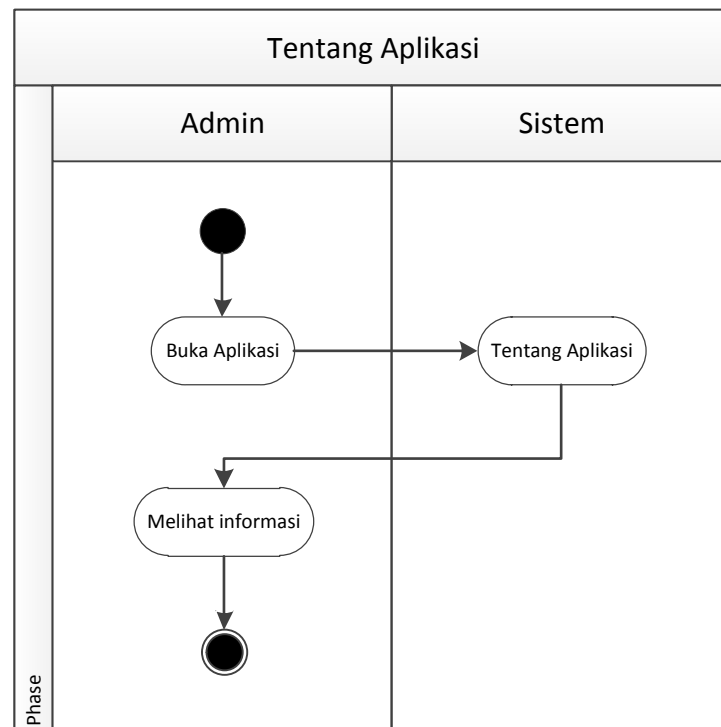 Tentang Aplikasi
Admin
Sistem
Buka Aplikasi
Tentang Aplikasi
Melihat informasi
Phase